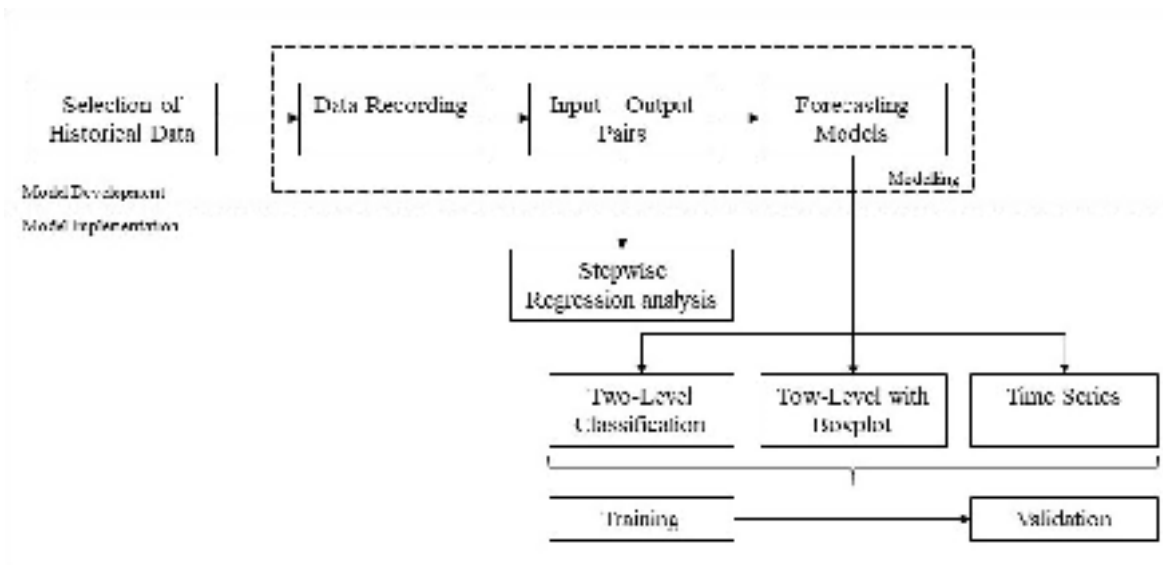 Selection of
Historical Data
Data Recording
Input Output
Pairs
Forecasting
Models
Modelling
Model Development
Model Implementation
Stepwise
Regression analysis
Two-Level
Classification
Tow-Level with
Boxplot
Time Series
Training
Validation